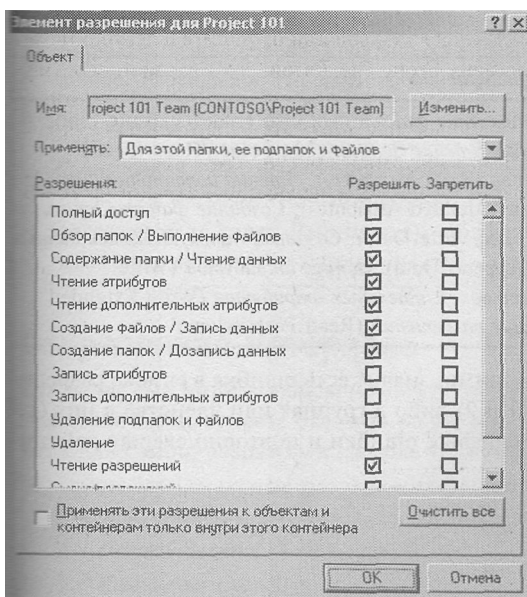 Элемент разрешения для Project 101
Объект
Имя: roject 101 Team (CONTOSO\Project 101 Team) Изменить...
Применять: Для этой папки, ее подпапок и файлов
Разрешения: Разрешить Запретить
Полный доступ
Обзор папок / Выполнение файлов
Содержание папки / Чтение данных
Чтение атрибутов
Чтение дополнительных атрибутов
Создание файлов / Запись данных
Создание папок / Дозапись данных
Запись атрибутов
Запись дополнительных атрибутов
Удаление подпапок и файлов
Удаление
Чтение разрешений
Применять эти разрешения к объектам и
контейнерам только внутри этого контейнера
Очистить все
OK Отмена